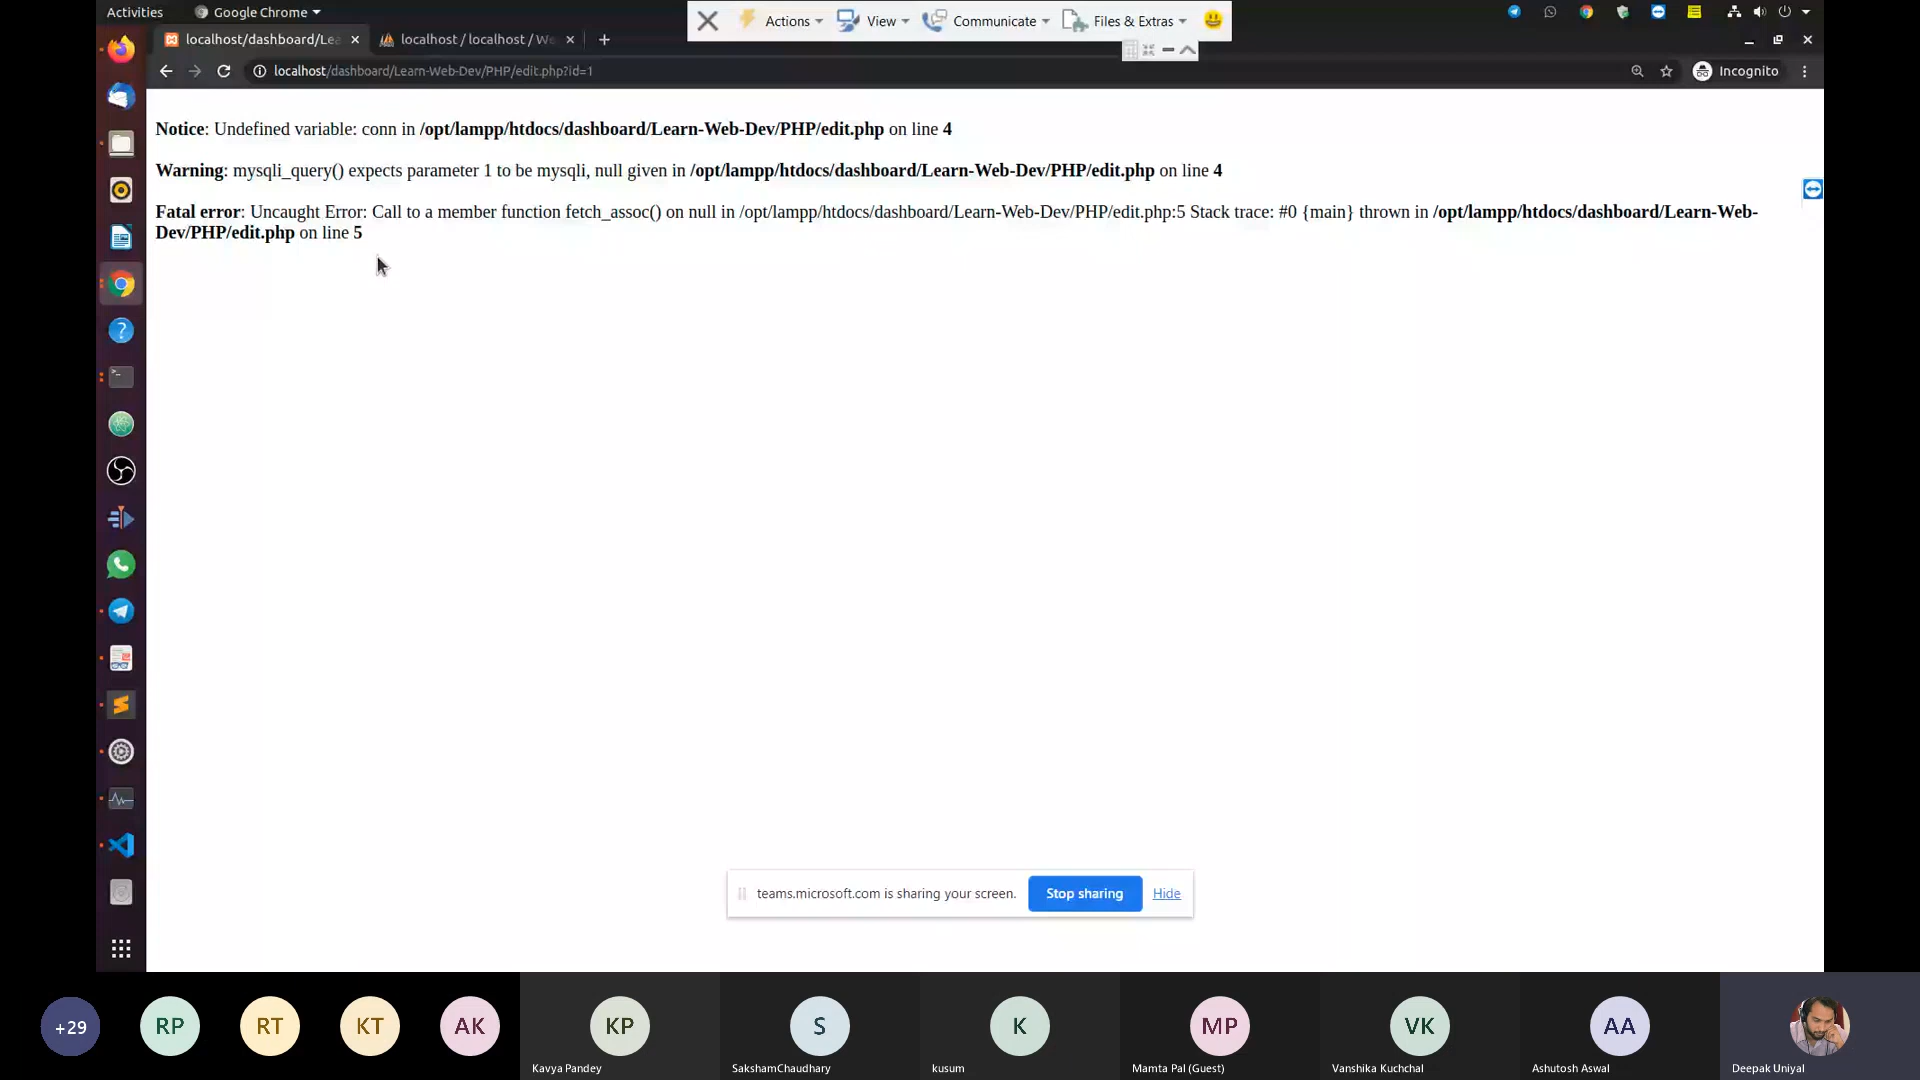 Activities
Google Chrome
Actions
View
Communicate
Files & Extras
localhost/dashboard/Lea
localhost / localhost / We
localhost/dashboard/Learn-Web-Dev/PHP/edit.php?id=1
Incognito
Notice: Undefined variable: conn in /opt/lampp/htdocs/dashboard/Learn-Web-Dev/PHP/edit.php on line 4
Warning: mysqli_query() expects parameter 1 to be mysqli, null given in /opt/lampp/htdocs/dashboard/Learn-Web-Dev/PHP/edit.php on line 4
Fatal error: Uncaught Error: Call to a member function fetch_assoc() on null in /opt/lampp/htdocs/dashboard/Learn-Web-Dev/PHP/edit.php:5 Stack trace: #0 {main} thrown in /opt/lampp/htdocs/dashboard/Learn-Web-
Dev/PHP/edit.php on line 5
teams.microsoft.com is sharing your screen.
Stop sharing
Hide
+29
RP
RT
KT
AK
KP
S
K
MP
VK
AA
Kavya Pandey
SakshamChaudhary
kusum
Mamta Pal (Guest)
Vanshika Kuchchal
Ashutosh Aswal
Deepak Uniyal